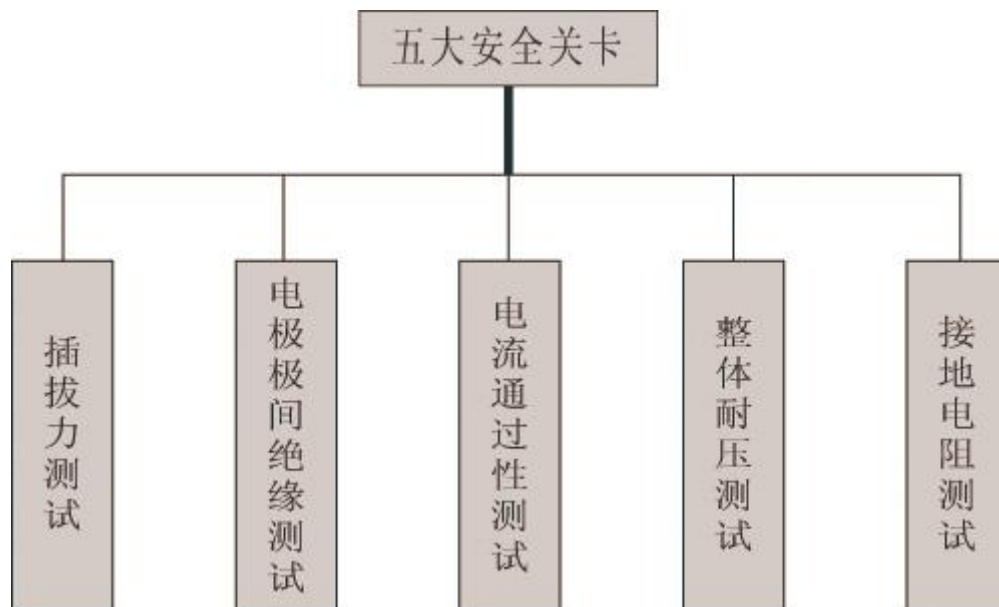 五大安全关卡
插拔力测试
电极极间绝缘测试
电流通过性测试
整体耐压测试
接地电阻测试